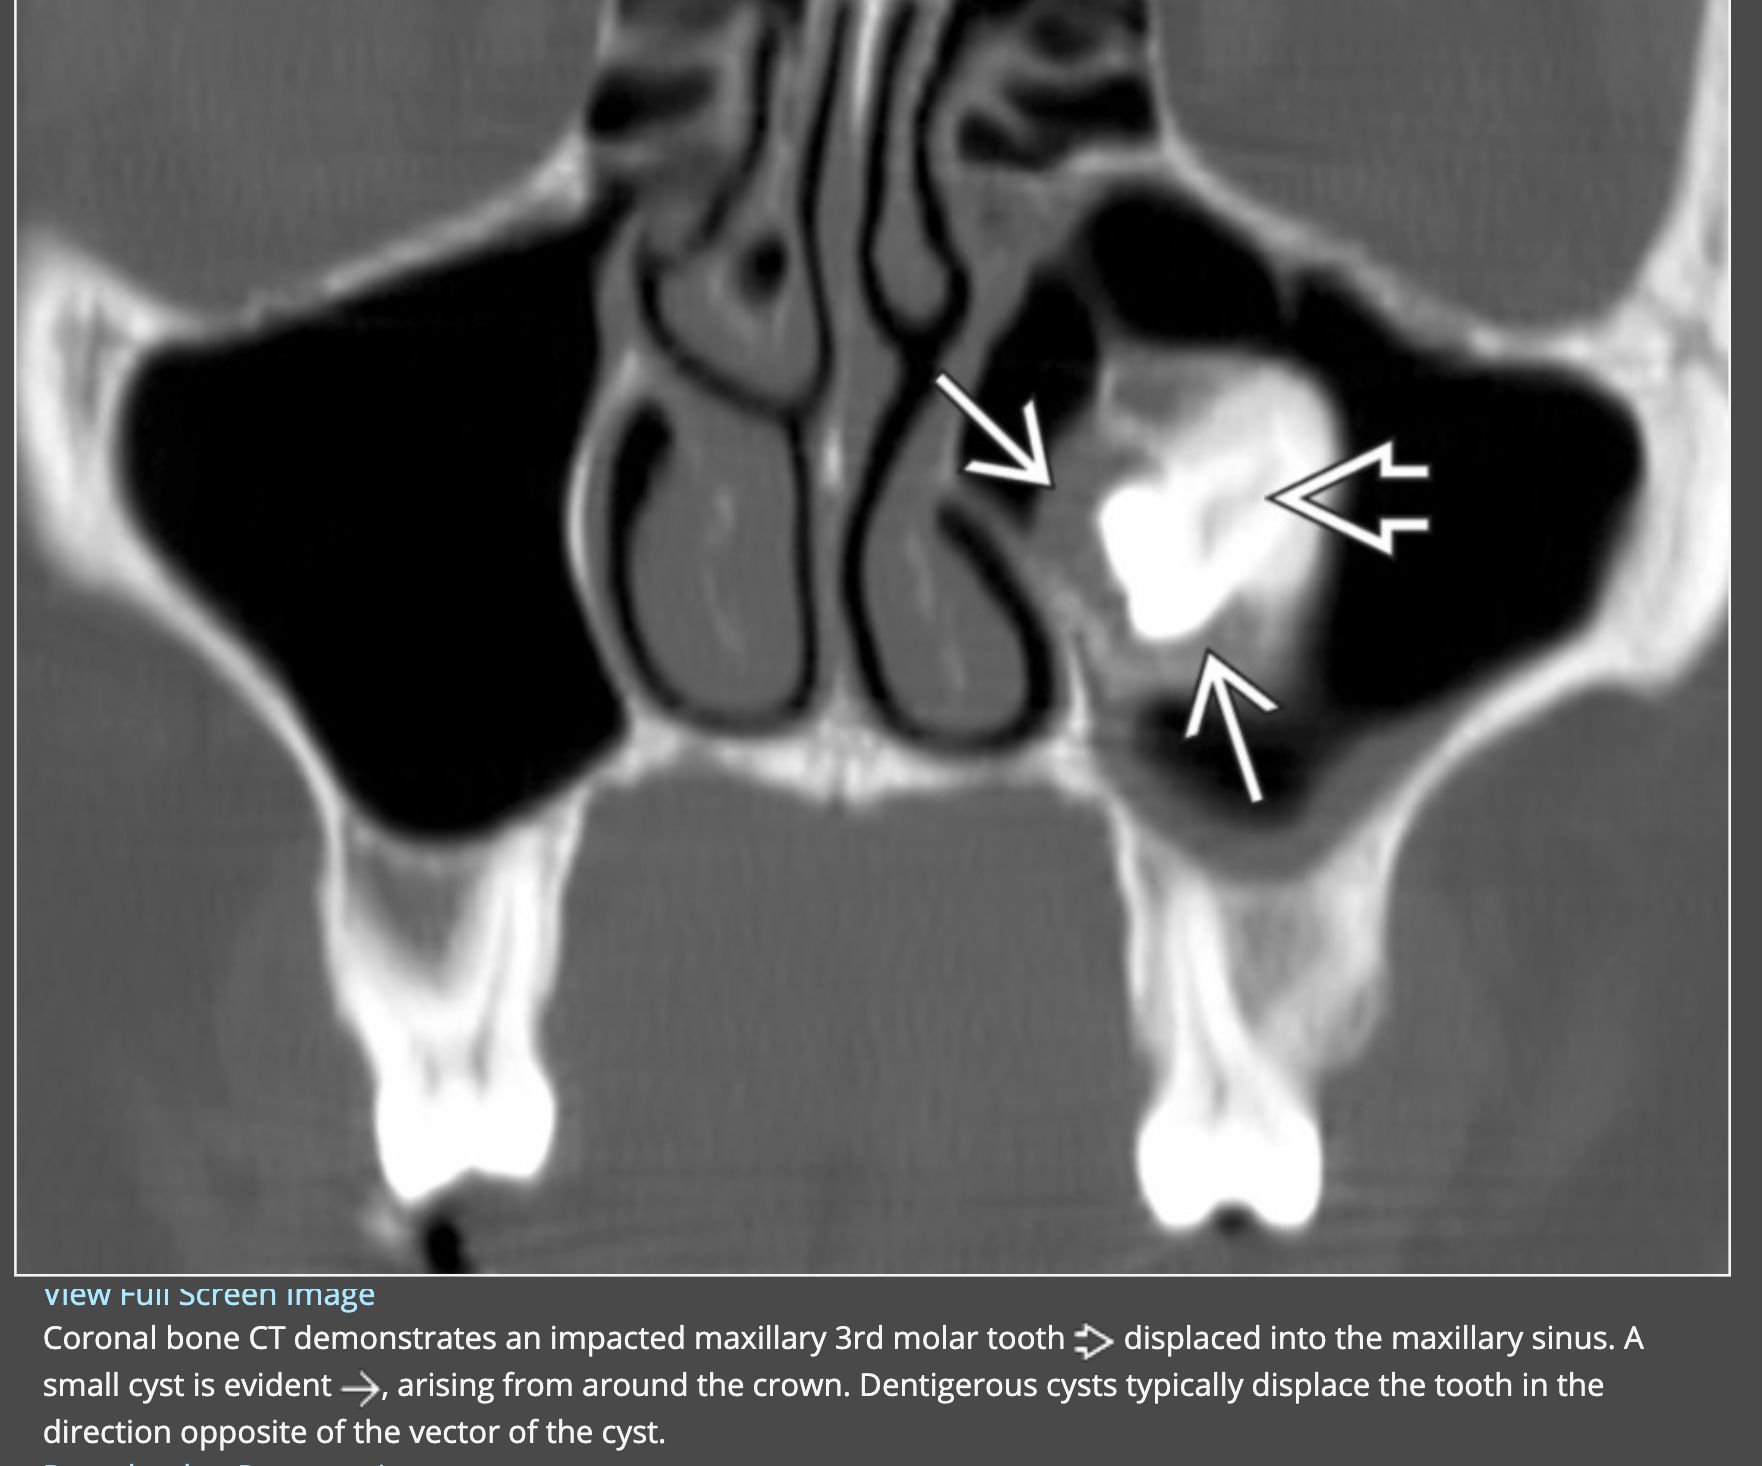 View Full Screen Image
Coronal bone CT demonstrates an impacted maxillary 3rd molar tooth displaced into the maxillary sinus. A
small cyst is evident , arising from around the crown. Dentigerous cysts typically displace the tooth in the
direction opposite of the vector of the cyst.